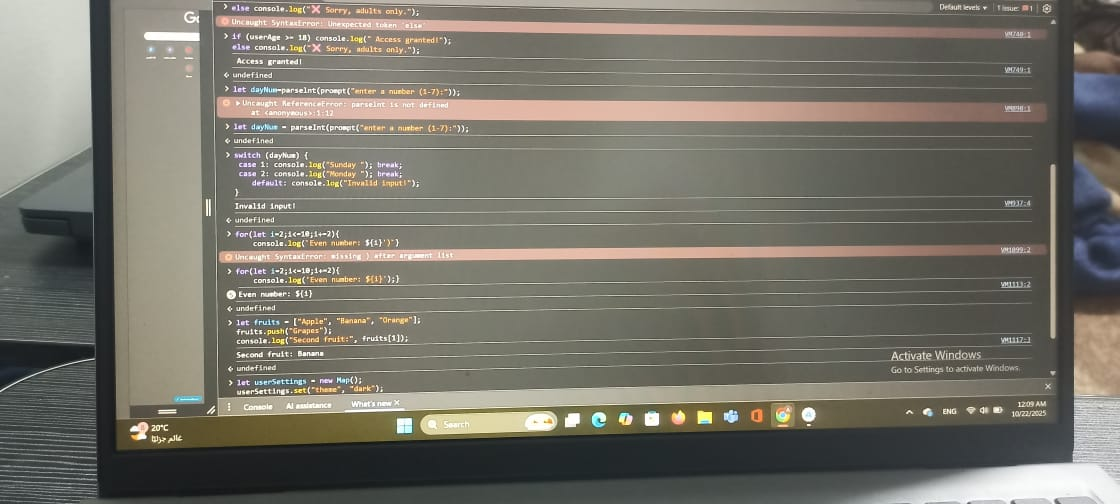 Go
Default levels ▾
1 Issue: 1
> else console.log("❌ Sorry, adults only.");
Uncaught SyntaxError: Unexpected token 'else'
VM740:1
> if (userAge >= 18) console.log(" Access granted!");
else console.log("❌ Sorry, adults only.");
Access granted!
VM749:1
undefined
> let dayNum=parselnt(prompt("enter a number (1-7):"));
▸Uncaught ReferenceError: parselnt is not defined
at <anonymous>:1:12
VM898:1
> let dayNum = parseInt(prompt("enter a number (1-7):"));
undefined
> switch (dayNum) {
case 1: console.log("Sunday "); break;
case 2: console.log("Monday "); break;
default: console.log("Invalid input!");
}
Invalid input!
VM937:4
undefined
> for(let i=2;i<=10;i+=2){
console.log('Even number: ${i}')"}
Uncaught SyntaxError: missing ) after argument list
VM1099:2
> for(let i=2;i<=10;i+=2){
console.log('Even number: ${i}');}
VM1113:2
5 Even number: ${i}
undefined
> let fruits = ["Apple", "Banana", "Orange"];
fruits.push("Grapes");
console.log("Second fruit:", fruits[1]);
Second fruit: Banana
VM1117:3
undefined
> let userSettings = new Map();
userSettings.set("theme", "dark");
Activate Windows
Go to Settings to activate Windows.
Console AI assistance What's new ×
20°C
غائم جزئيًا
Search
ENG
12:09 AM
10/22/2025